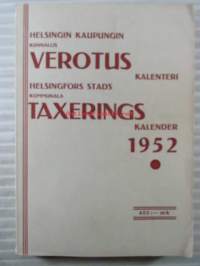 HELSINGIN KAUPUNGIN
KUNNALLIS
VEROTUS
KALENTERI
HELSINGFORS STADS
KOMMUNALA
TAXERINGS
KALENDER
1952